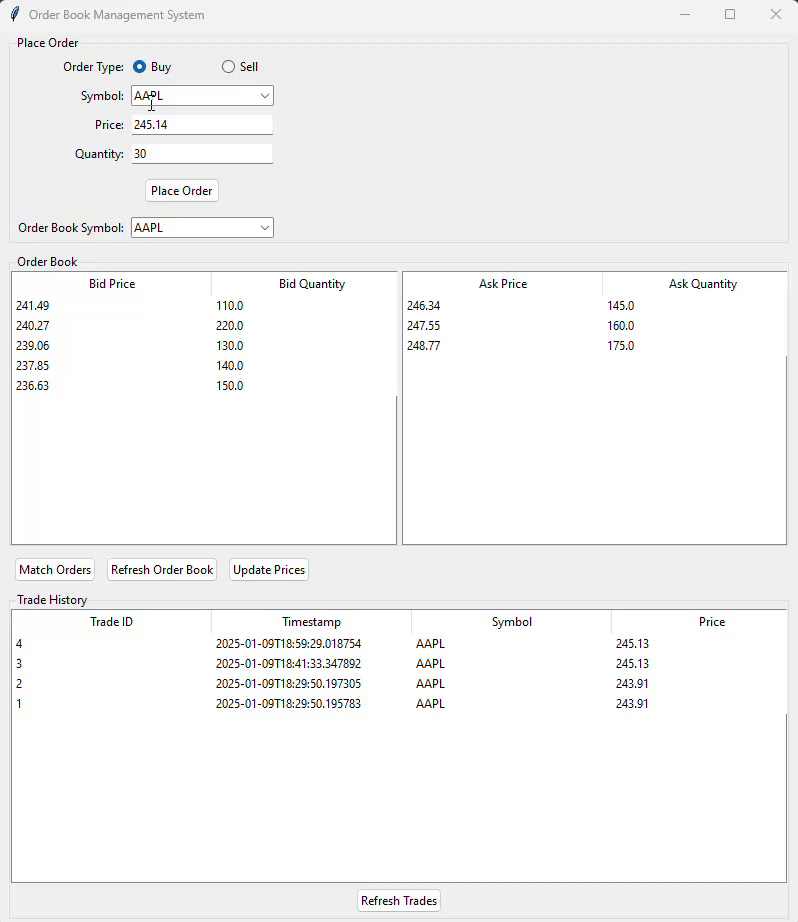 Order Book Management System
Place Order
Order Type: Buy Sell
Symbol: AAPL
Price: 245.14
Quantity: 30
Place Order
Order Book Symbol: AAPL
Order Book
Bid Price Bid Quantity Ask Price Ask Quantity
241.49 110.0 246.34 145.0
240.27 220.0 247.55 160.0
239.06 130.0 248.77 175.0
237.85 140.0
236.63 150.0
Match Orders Refresh Order Book Update Prices
Trade History
Trade ID Timestamp Symbol Price
4 2025-01-09T18:59:29.018754 AAPL 245.13
3 2025-01-09T18:41:33.347892 AAPL 245.13
2 2025-01-09T18:29:50.197305 AAPL 243.91
1 2025-01-09T18:29:50.195783 AAPL 243.91
Refresh Trades